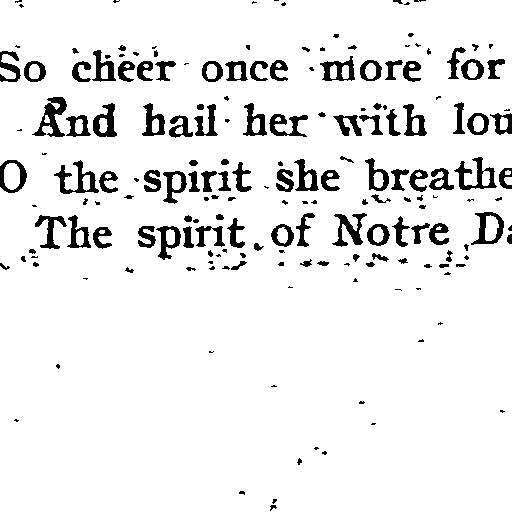 So cheer once more for
And hail her with lou
O the spirit she breathe
The spirit of Notre Da